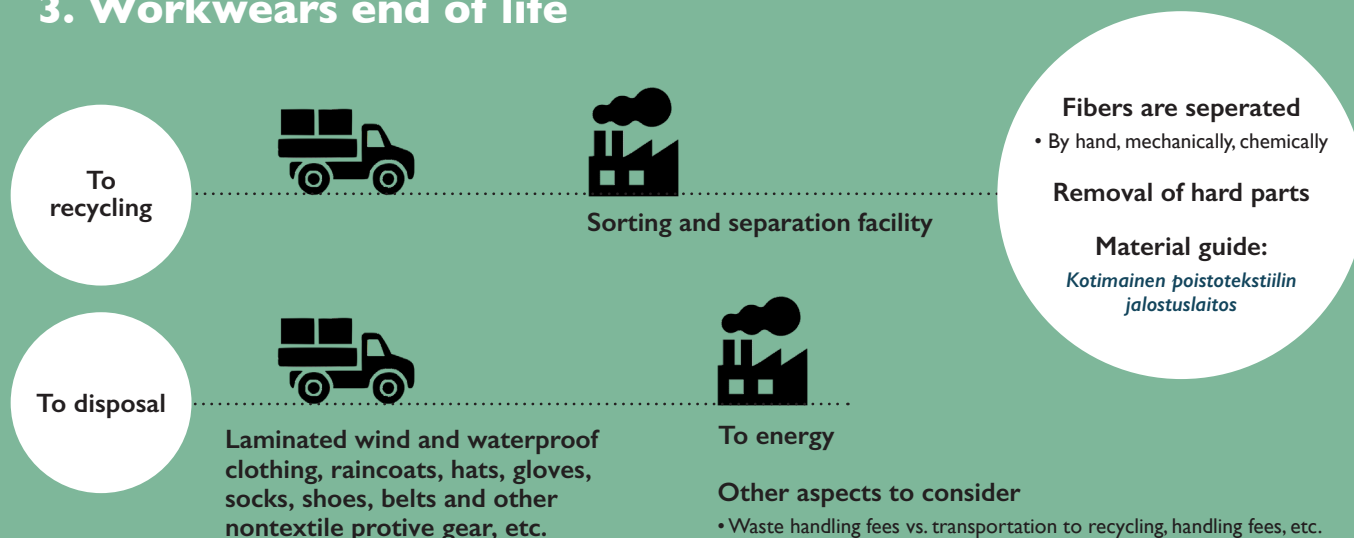 3. Workwears end of life
To
recycling
Sorting and separation facility
Fibers are seperated
• By hand, mechanically, chemically
Removal of hard parts
Material guide:
Kotimainen poistotekstiilin
jalostuslaitos
To disposal
Laminated wind and waterproof
clothing, raincoats, hats, gloves,
socks, shoes, belts and other
nontextile protive gear, etc.
To energy
Other aspects to consider
• Waste handling fees vs. transportation to recycling, handling fees, etc.